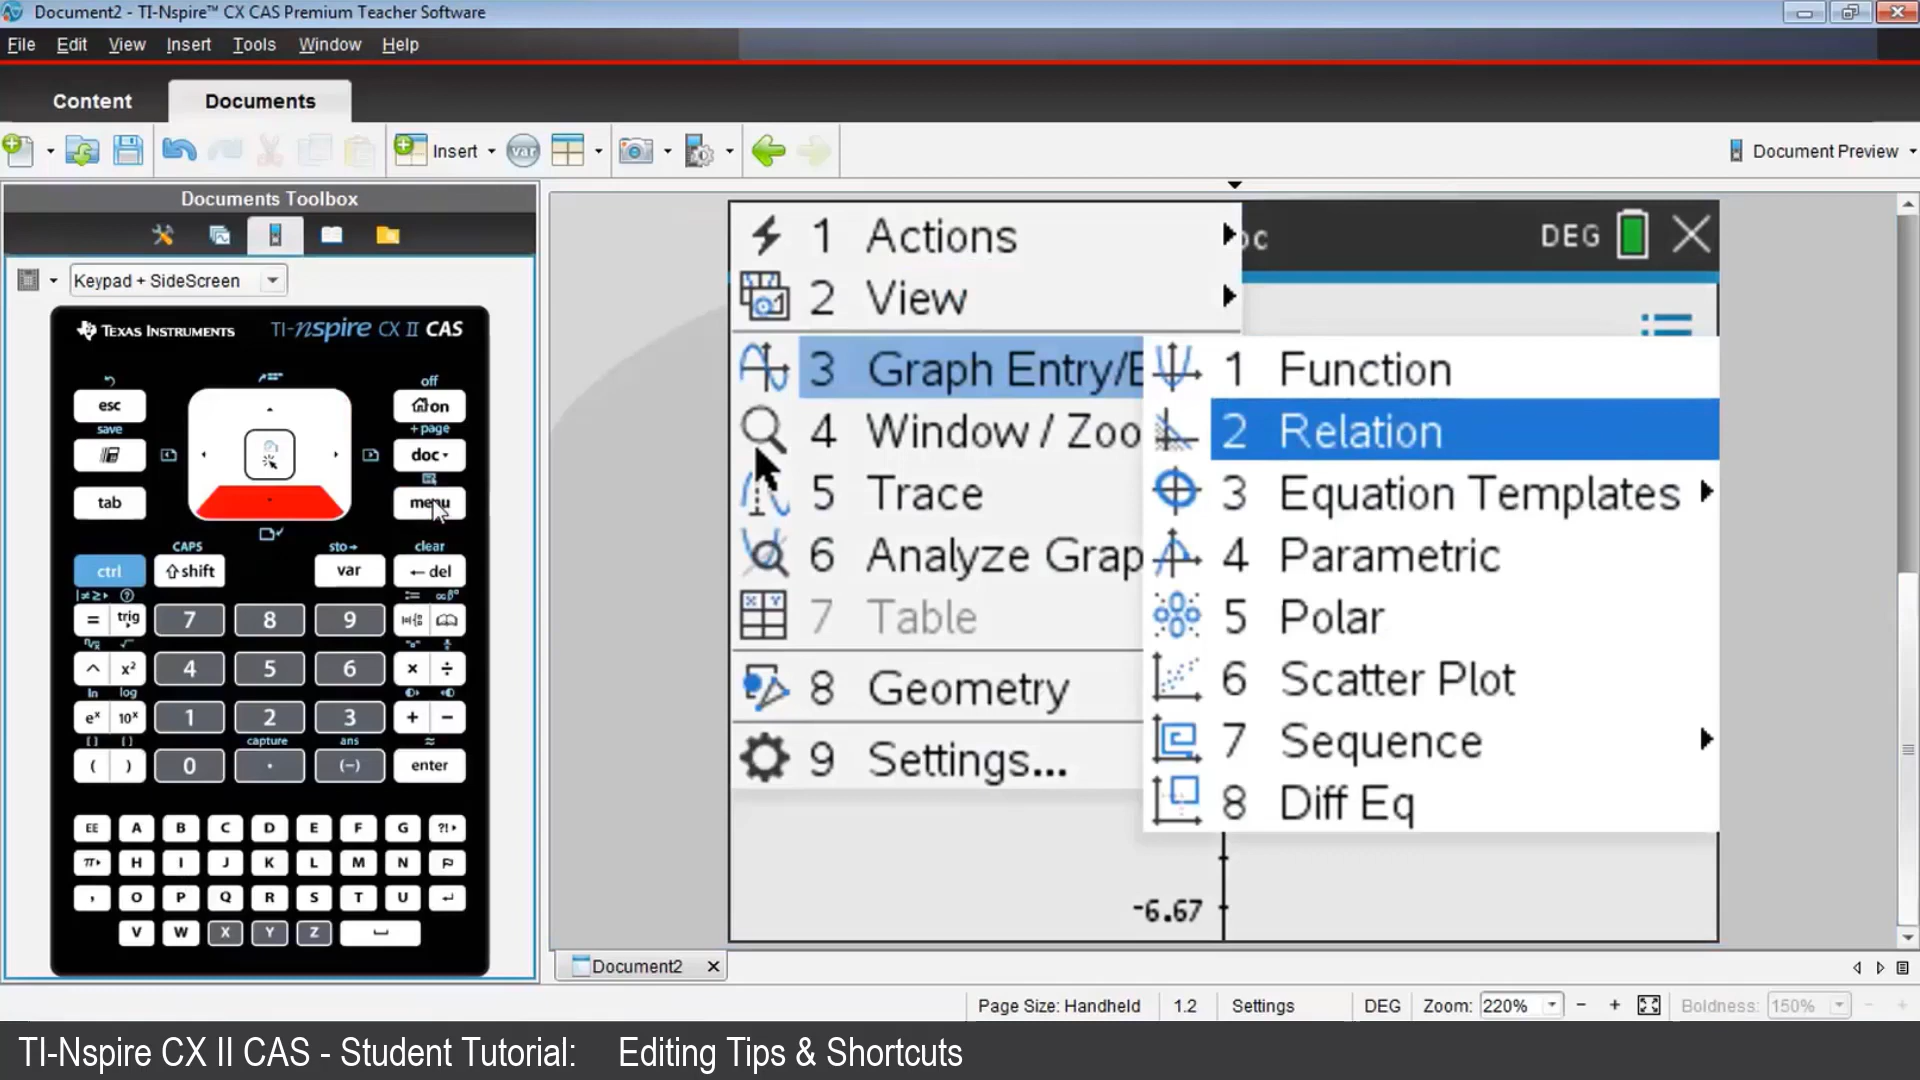 Document2 - TI-Nspire™ CX CAS Premium Teacher Software
File Edit View Insert Tools Window Help
Content Documents
Insert var Document Preview
Documents Toolbox
Keypad + SideScreen
TEXAS INSTRUMENTS TI-nspire CX II CAS
off
esc on
save + page
doc
tab menu
CAPS sto→ clear
ctrl ⇧shift var ←del
= trig 7 8 9
^ x² 4 5 6 × ÷
ln log
eˣ 10ˣ 1 2 3 + −
[ ] { } capture ans ≈
( ) 0 . (−) enter
EE A B C D E F G ?!▸
π▸ H I J K L M N
, O P Q R S T U ↵
V W X Y Z
1 Actions
2 View
3 Graph Entry/E
4 Window / Zoo
5 Trace
6 Analyze Grap
7 Table
8 Geometry
9 Settings...
oc DEG
1 Function
2 Relation
3 Equation Templates
4 Parametric
5 Polar
6 Scatter Plot
7 Sequence
8 Diff Eq
-6.67
Document2
Page Size: Handheld 1.2 Settings DEG Zoom: 220% − + Boldness: 150% − +
TI-Nspire CX II CAS - Student Tutorial: Editing Tips & Shortcuts